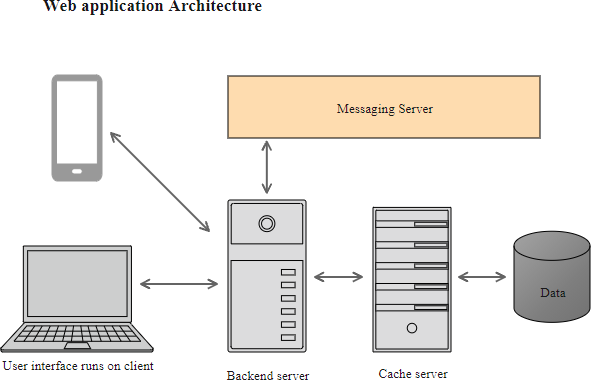 Web application Architecture
Messaging Server
Data
User interface runs on client
Backend server
Cache server